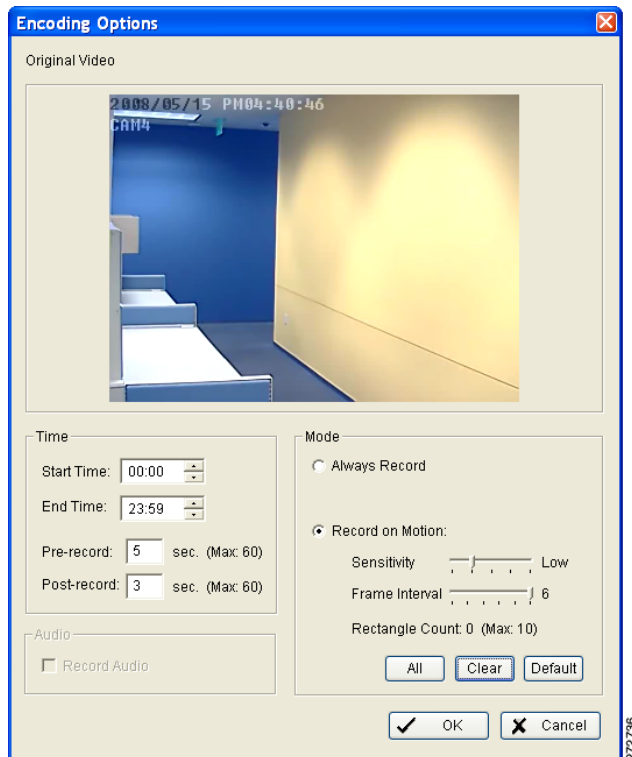 Encoding Options
Original Video
2008/05/15 PM04:40:46
CAM4
Time
Start Time: 00:00
End Time: 23:59
Pre-record: 5 sec. (Max: 60)
Post-record: 3 sec. (Max: 60)
Audio
Record Audio
Mode
Always Record
Record on Motion:
Sensitivity Low
Frame Interval 6
Rectangle Count: 0 (Max: 10)
All Clear Default
OK Cancel